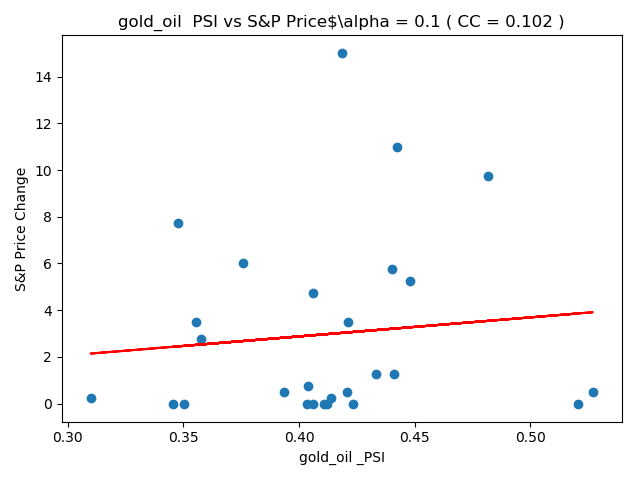 gold_oil  PSI vs S&P Price$\alpha = 0.1 ( CC = 0.102 )
S&P Price Change
14
12
10
8
6
4
2
0
0.30 0.35 0.40 0.45 0.50
gold_oil _PSI